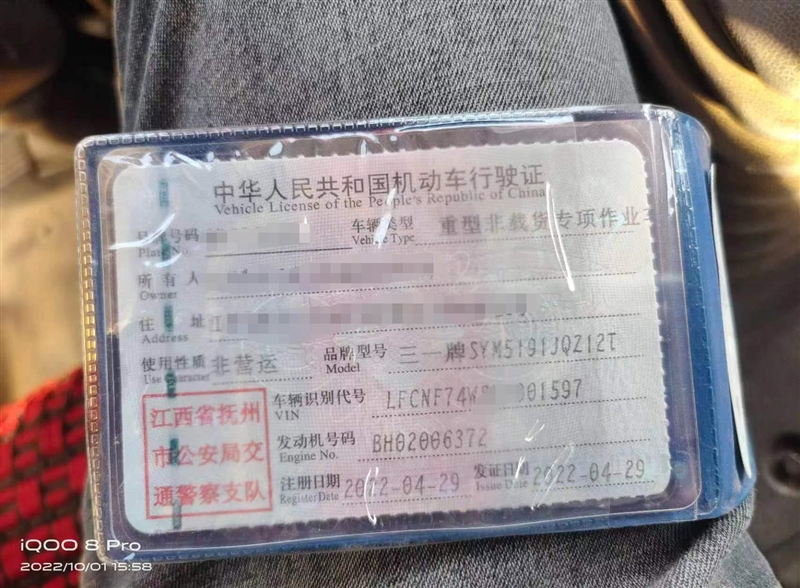 中华人民共和国机动车行驶证
Vehicle License of the People's Republic of China
号码
Plate No.
车辆类型
Vehicle Type
重型非载货专项作业车
所有人
Owner
住址
Address
江
使用性质
Use Character
非营运
品牌型号
Model
三一牌SYM5191JQZ12T
江西省抚州
市公安局交
通警察支队
车辆识别代号
VIN
LFCNF74W 001597
发动机号码
Engine No.
BH02006372
注册日期
Register Date
2022-04-29
发证日期
Issue Date
2022-04-29
iQOO 8 Pro
2022/10/01 15:58